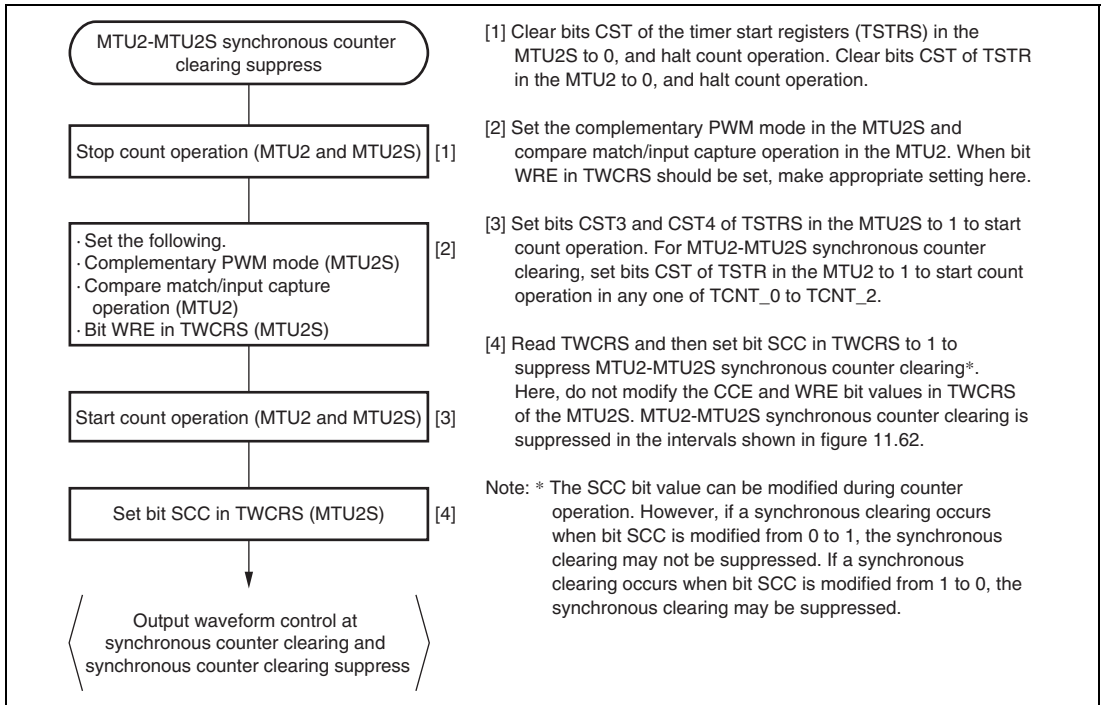 MTU2-MTU2S synchronous counter
clearing suppress
Stop count operation (MTU2 and MTU2S)
[1]
· Set the following.
· Complementary PWM mode (MTU2S)
· Compare match/input capture
operation (MTU2)
· Bit WRE in TWCRS (MTU2S)
[2]
Start count operation (MTU2 and MTU2S)
[3]
Set bit SCC in TWCRS (MTU2S)
[4]
Output waveform control at
synchronous counter clearing and
synchronous counter clearing suppress
[1] Clear bits CST of the timer start registers (TSTRS) in the
MTU2S to 0, and halt count operation. Clear bits CST of TSTR
in the MTU2 to 0, and halt count operation.
[2] Set the complementary PWM mode in the MTU2S and
compare match/input capture operation in the MTU2. When bit
WRE in TWCRS should be set, make appropriate setting here.
[3] Set bits CST3 and CST4 of TSTRS in the MTU2S to 1 to start
count operation. For MTU2-MTU2S synchronous counter
clearing, set bits CST of TSTR in the MTU2 to 1 to start count
operation in any one of TCNT_0 to TCNT_2.
[4] Read TWCRS and then set bit SCC in TWCRS to 1 to
suppress MTU2-MTU2S synchronous counter clearing*.
Here, do not modify the CCE and WRE bit values in TWCRS
of the MTU2S. MTU2-MTU2S synchronous counter clearing is
suppressed in the intervals shown in figure 11.62.
Note: * The SCC bit value can be modified during counter
operation. However, if a synchronous clearing occurs
when bit SCC is modified from 0 to 1, the synchronous
clearing may not be suppressed. If a synchronous
clearing occurs when bit SCC is modified from 1 to 0, the
synchronous clearing may be suppressed.